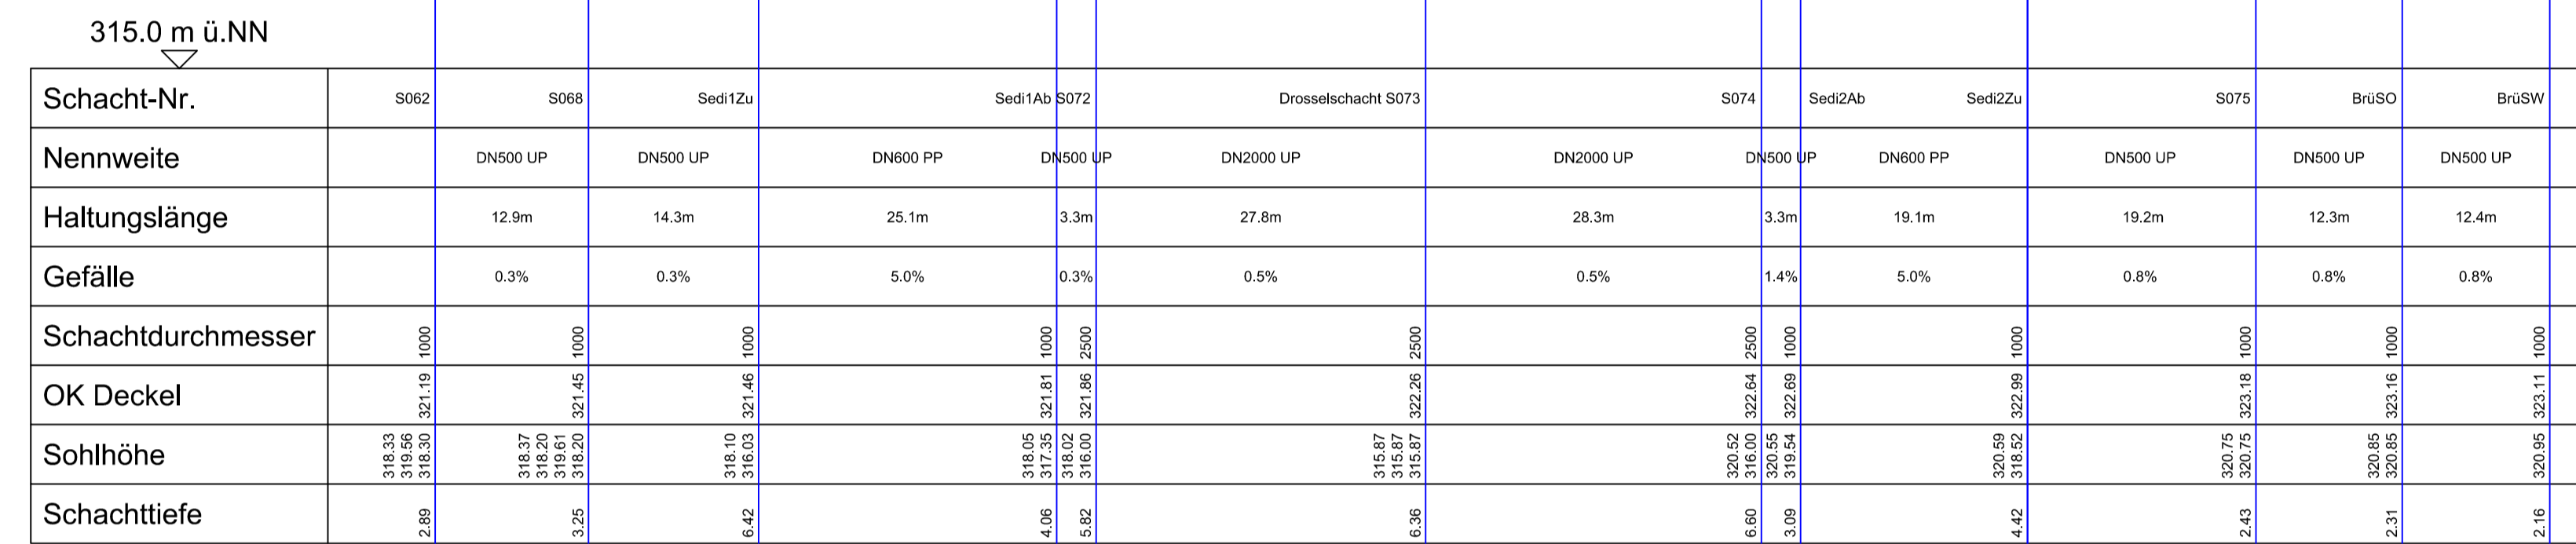 315.0 m ü.NN
Schacht-Nr. S062 S068 Sedi1Zu Sedi1Ab S072 Drosselschacht S073 S074 Sedi2Ab Sedi2Zu S075 BrüSO BrüSW
Nennweite DN500 UP DN500 UP DN600 PP DN500 UP DN2000 UP DN2000 UP DN500 UP DN600 PP DN500 UP DN500 UP DN500 UP
Haltungslänge 12.9m 14.3m 25.1m 3.3m 27.8m 28.3m 3.3m 19.1m 19.2m 12.3m 12.4m
Gefälle 0.3% 0.3% 5.0% 0.3% 0.5% 0.5% 1.4% 5.0% 0.8% 0.8% 0.8%
Schachtdurchmesser 1000 1000 1000 1000 2500 2500 2500 1000 1000 1000 1000 1000
OK Deckel 321.19 321.45 321.46 321.81 321.86 322.26 322.64 322.69 322.99 323.18 323.16 323.11
Sohlhöhe 318.33 319.56 318.30 318.37 318.20 319.61 318.20 318.10 316.03 318.05 317.35 318.02 316.00 315.87 315.87 315.87 320.52 316.00 320.55 319.54 320.59 318.52 320.75 320.75 320.85 320.85 320.95
Schachttiefe 2.89 3.25 6.42 4.06 5.82 6.36 6.60 3.09 4.42 2.43 2.31 2.16